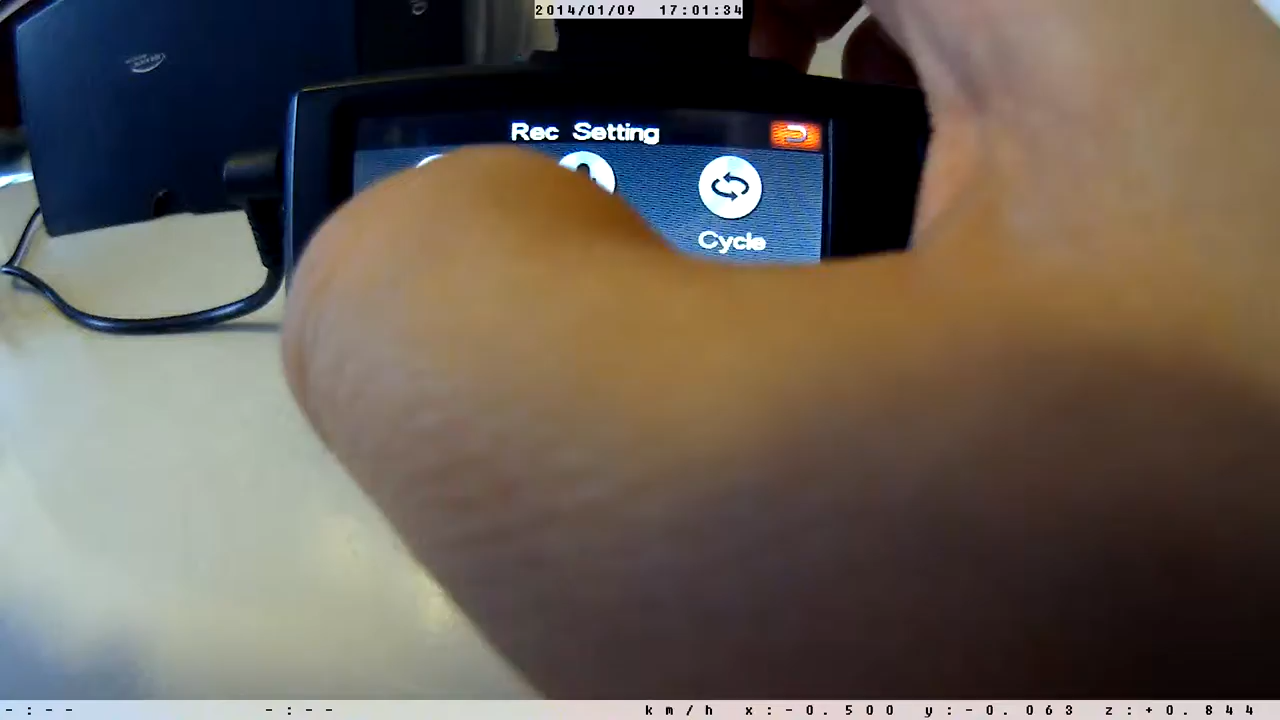 2014/01/09 17:01:34
Rec Setting
Cycle
-:-- -:-- km/h x:-0.500 y:-0.063 z:+0.844